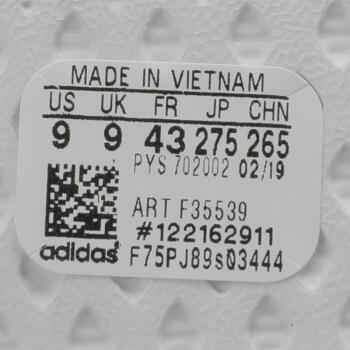 MADE IN VIETNAM
US UK FR JP CHN
9 9 43 275 265
PYS 702002 02/19
ART F35539
#122162911
adidas F75PJ89s03444